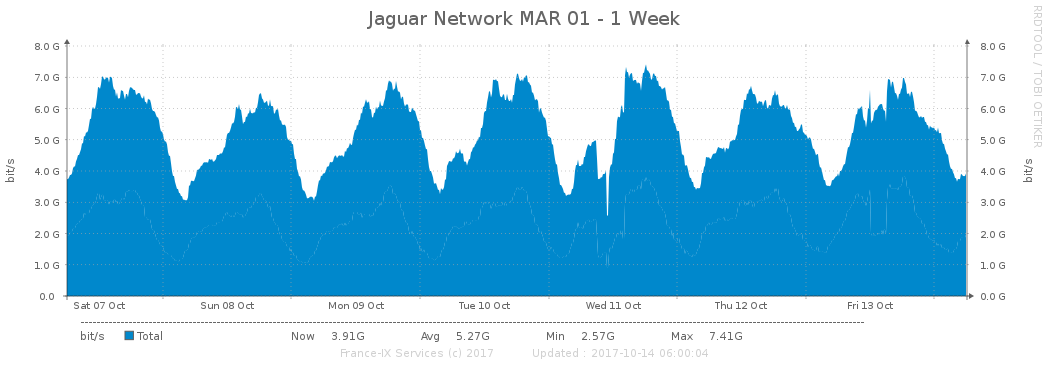 Jaguar Network MAR 01 - 1 Week
RRDTOOL / TOBI OETIKER
bit/s
bit/s
8.0 G 8.0 G
7.0 G 7.0 G
6.0 G 6.0 G
5.0 G 5.0 G
4.0 G 4.0 G
3.0 G 3.0 G
2.0 G 2.0 G
1.0 G 1.0 G
0.0 0.0 G
Sat 07 Oct Sun 08 Oct Mon 09 Oct Tue 10 Oct Wed 11 Oct Thu 12 Oct Fri 13 Oct
bit/s Total Now 3.91G Avg 5.27G Min 2.57G Max 7.41G
France-IX Services (c) 2017 Updated : 2017-10-14 06:00:04